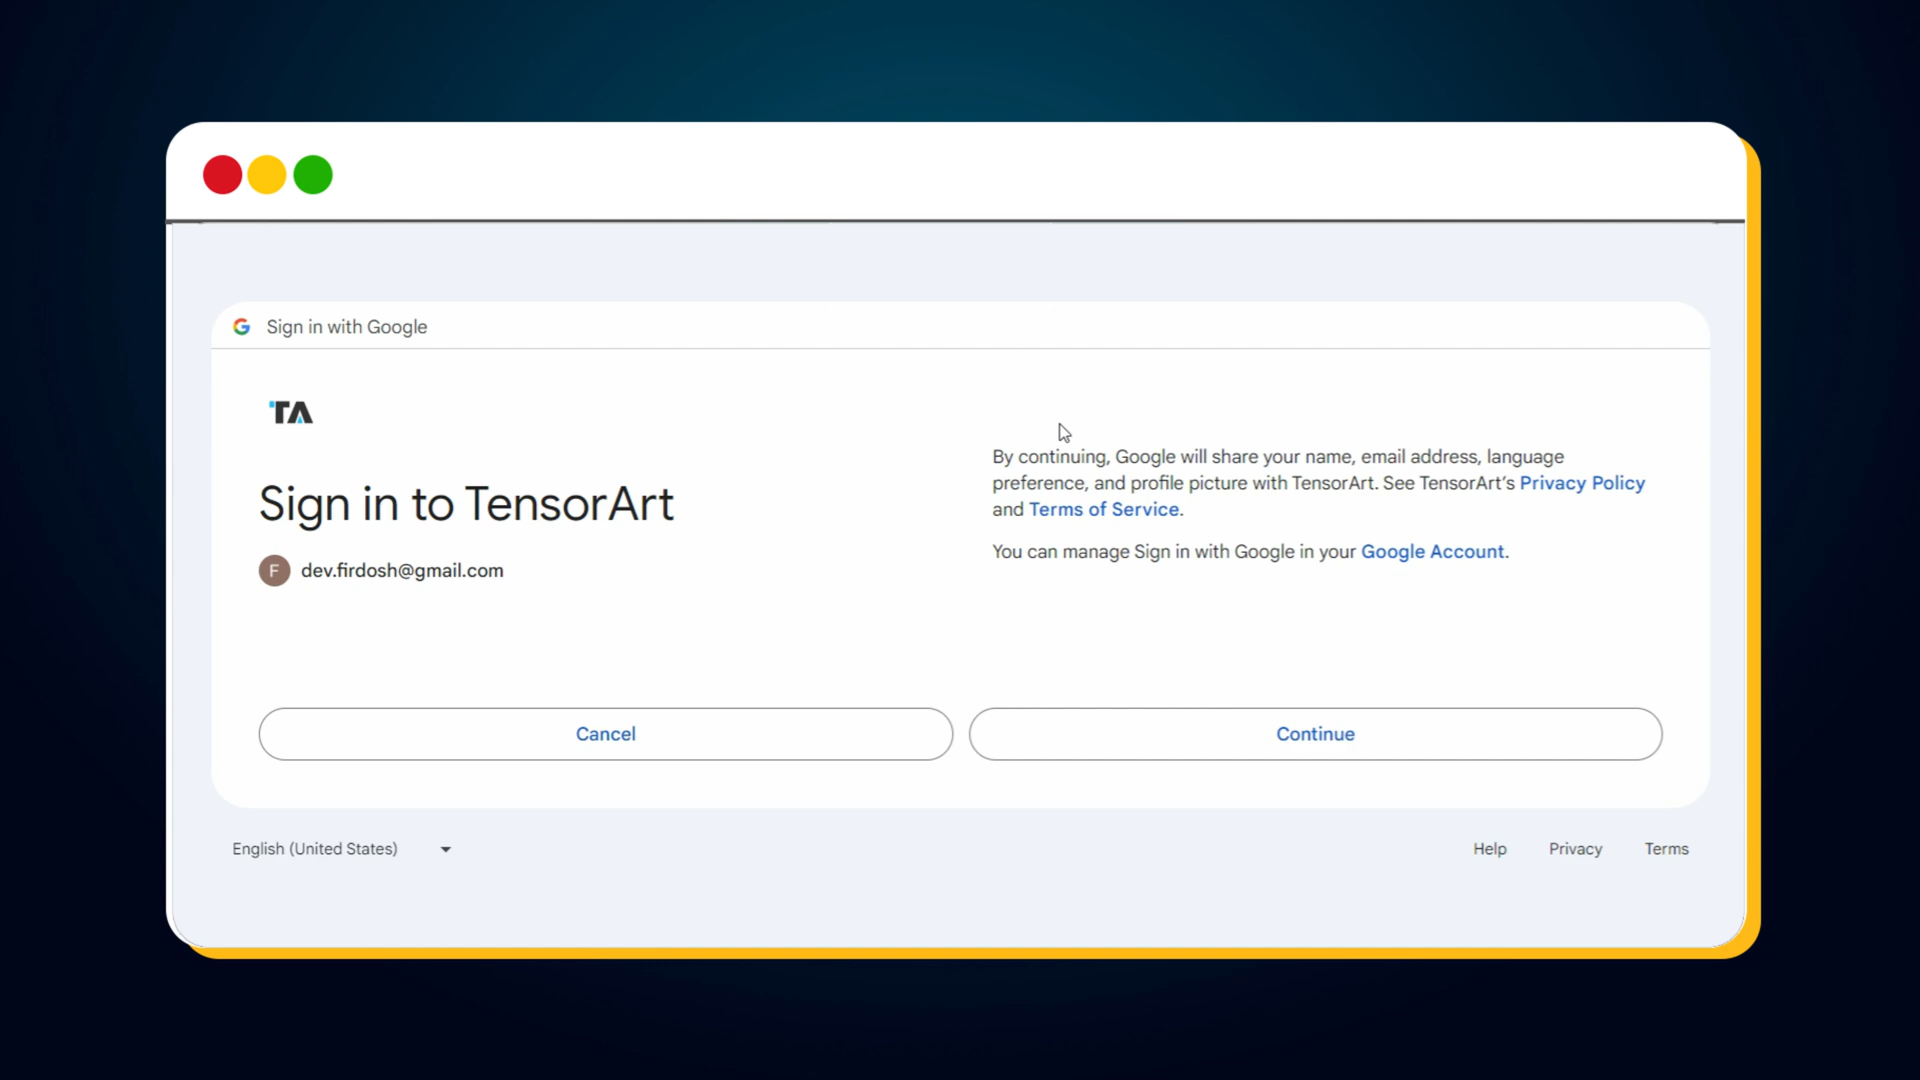 Sign in with Google
TA
Sign in to TensorArt
F dev.firdosh@gmail.com
By continuing, Google will share your name, email address, language
preference, and profile picture with TensorArt. See TensorArt’s Privacy Policy
and Terms of Service.
You can manage Sign in with Google in your Google Account.
Cancel
Continue
English (United States)
Help
Privacy
Terms